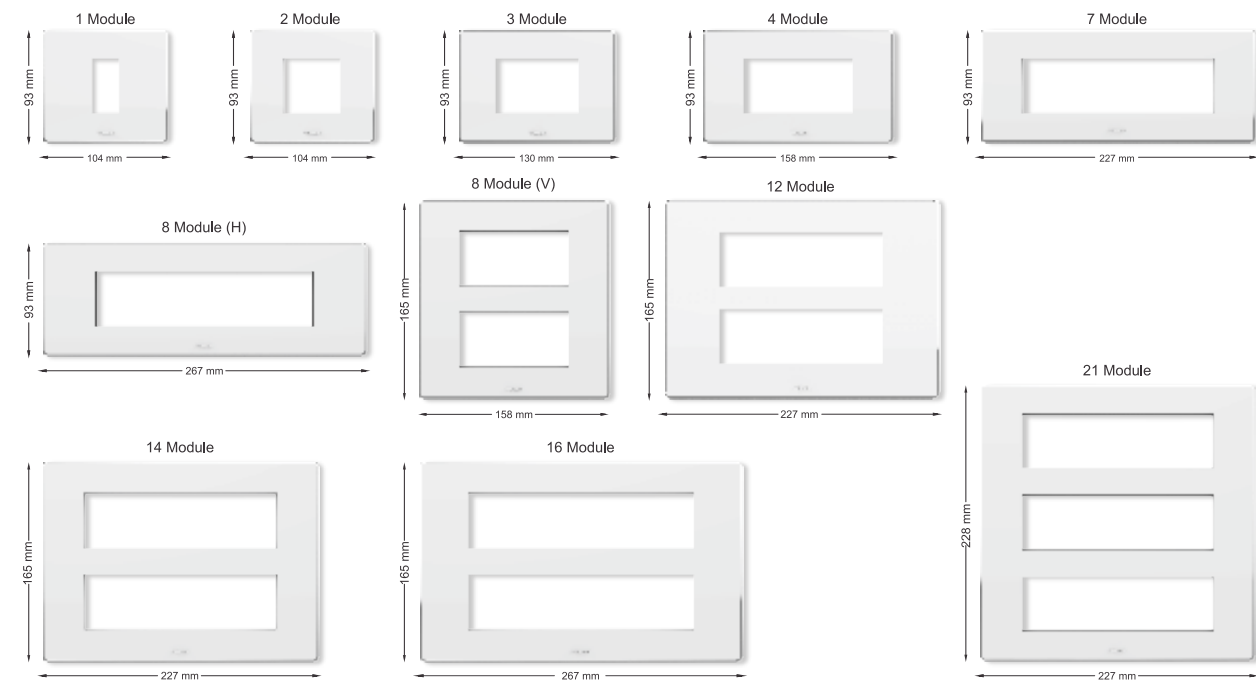 1 Module
93 mm
104 mm
2 Module
93 mm
104 mm
3 Module
93 mm
130 mm
4 Module
93 mm
158 mm
7 Module
93 mm
227 mm
8 Module (H)
93 mm
267 mm
8 Module (V)
165 mm
158 mm
12 Module
165 mm
227 mm
14 Module
165 mm
227 mm
16 Module
165 mm
267 mm
21 Module
228 mm
227 mm